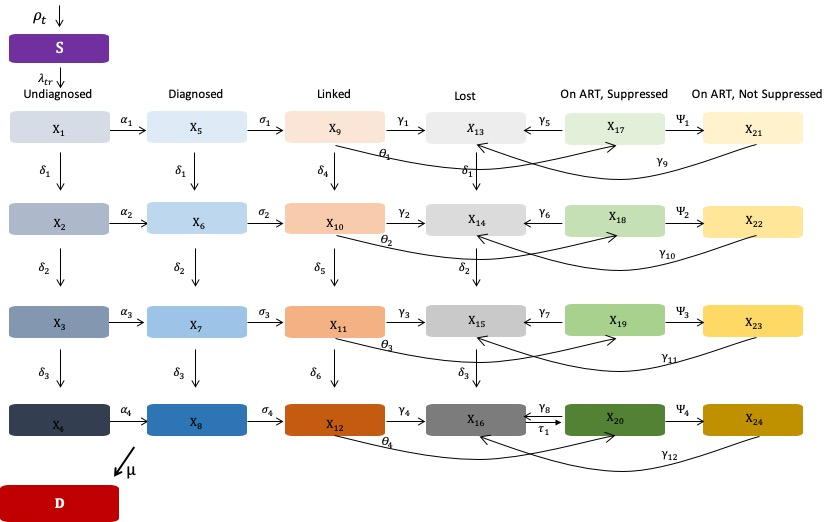 ρt
S
λtr
Undiagnosed Diagnosed Linked Lost On ART, Suppressed On ART, Not Suppressed
X1 α1 X5 σ1 X9 γ1 X13 γ5 X17 Ψ1 X21
θ1 γ9
δ1 δ1 δ4 δ1
X2 α2 X6 σ2 X10 γ2 X14 γ6 X18 Ψ2 X22
θ2 γ10
δ2 δ2 δ5 δ2
X3 α3 X7 σ3 X11 γ3 X15 γ7 X19 Ψ3 X23
θ3 γ11
δ3 δ3 δ6 δ3
X4 α4 X8 σ4 X12 γ4 X16 γ8 τ1 X20 Ψ4 X24
θ4 γ12
μ
D